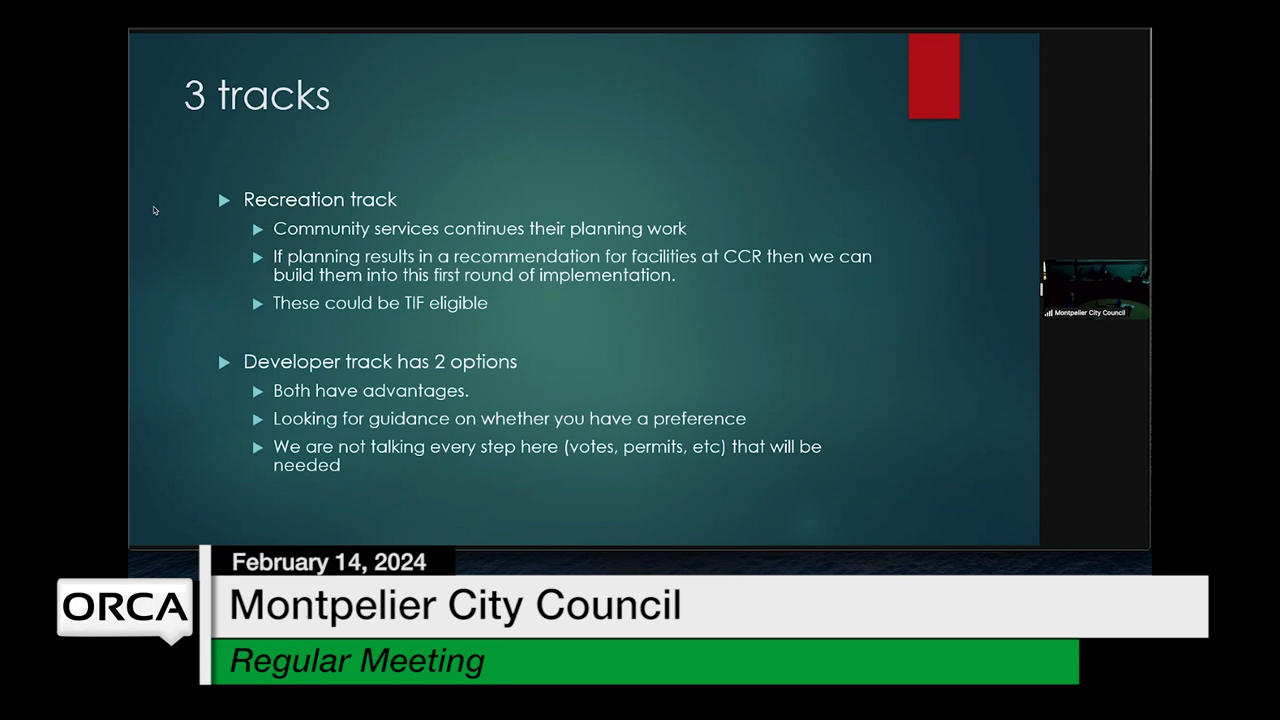 3 tracks
Recreation track
Community services continues their planning work
If planning results in a recommendation for facilities at CCR then we can
build them into this first round of implementation.
These could be TIF eligible
Developer track has 2 options
Both have advantages.
Looking for guidance on whether you have a preference
We are not talking every step here (votes, permits, etc) that will be
needed
Montpelier City Council
February 14, 2024
ORCA
Montpelier City Council
Regular Meeting